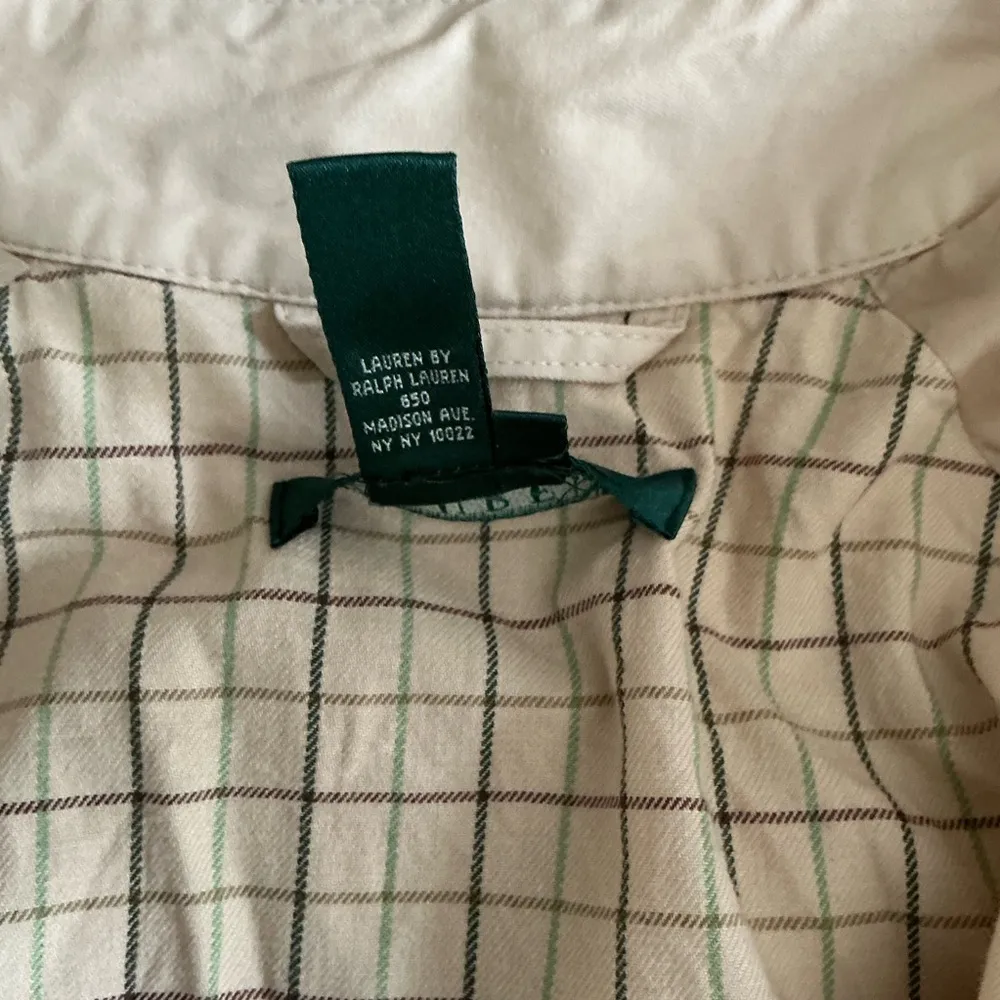 LAUREN BY
RALPH LAUREN
650
MADISON AVE.
NY NY 10022